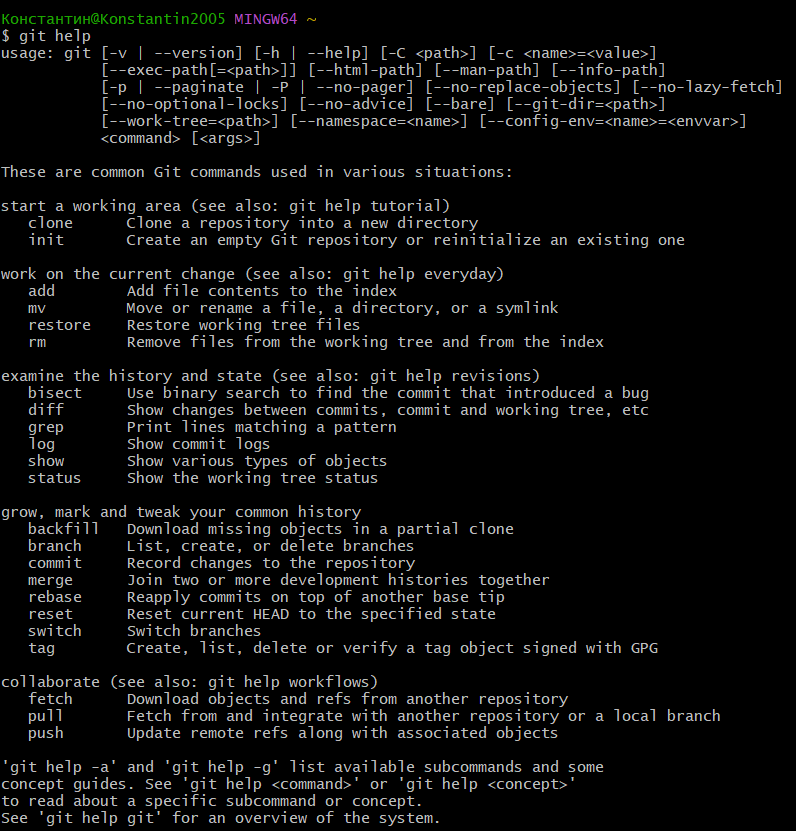 Константин@Konstantin2005 MINGW64 ~
$ git help
usage: git [-v | --version] [-h | --help] [-C <path>] [-c <name>=<value>]
           [--exec-path[=<path>]] [--html-path] [--man-path] [--info-path]
           [-p | --paginate | -P | --no-pager] [--no-replace-objects] [--no-lazy-fetch]
           [--no-optional-locks] [--no-advice] [--bare] [--git-dir=<path>]
           [--work-tree=<path>] [--namespace=<name>] [--config-env=<name>=<envvar>]
           <command> [<args>]

These are common Git commands used in various situations:

start a working area (see also: git help tutorial)
   clone      Clone a repository into a new directory
   init       Create an empty Git repository or reinitialize an existing one

work on the current change (see also: git help everyday)
   add        Add file contents to the index
   mv         Move or rename a file, a directory, or a symlink
   restore    Restore working tree files
   rm         Remove files from the working tree and from the index

examine the history and state (see also: git help revisions)
   bisect     Use binary search to find the commit that introduced a bug
   diff       Show changes between commits, commit and working tree, etc
   grep       Print lines matching a pattern
   log        Show commit logs
   show       Show various types of objects
   status     Show the working tree status

grow, mark and tweak your common history
   backfill   Download missing objects in a partial clone
   branch     List, create, or delete branches
   commit     Record changes to the repository
   merge      Join two or more development histories together
   rebase     Reapply commits on top of another base tip
   reset      Reset current HEAD to the specified state
   switch     Switch branches
   tag        Create, list, delete or verify a tag object signed with GPG

collaborate (see also: git help workflows)
   fetch      Download objects and refs from another repository
   pull       Fetch from and integrate with another repository or a local branch
   push       Update remote refs along with associated objects

'git help -a' and 'git help -g' list available subcommands and some
concept guides. See 'git help <command>' or 'git help <concept>'
to read about a specific subcommand or concept.
See 'git help git' for an overview of the system.